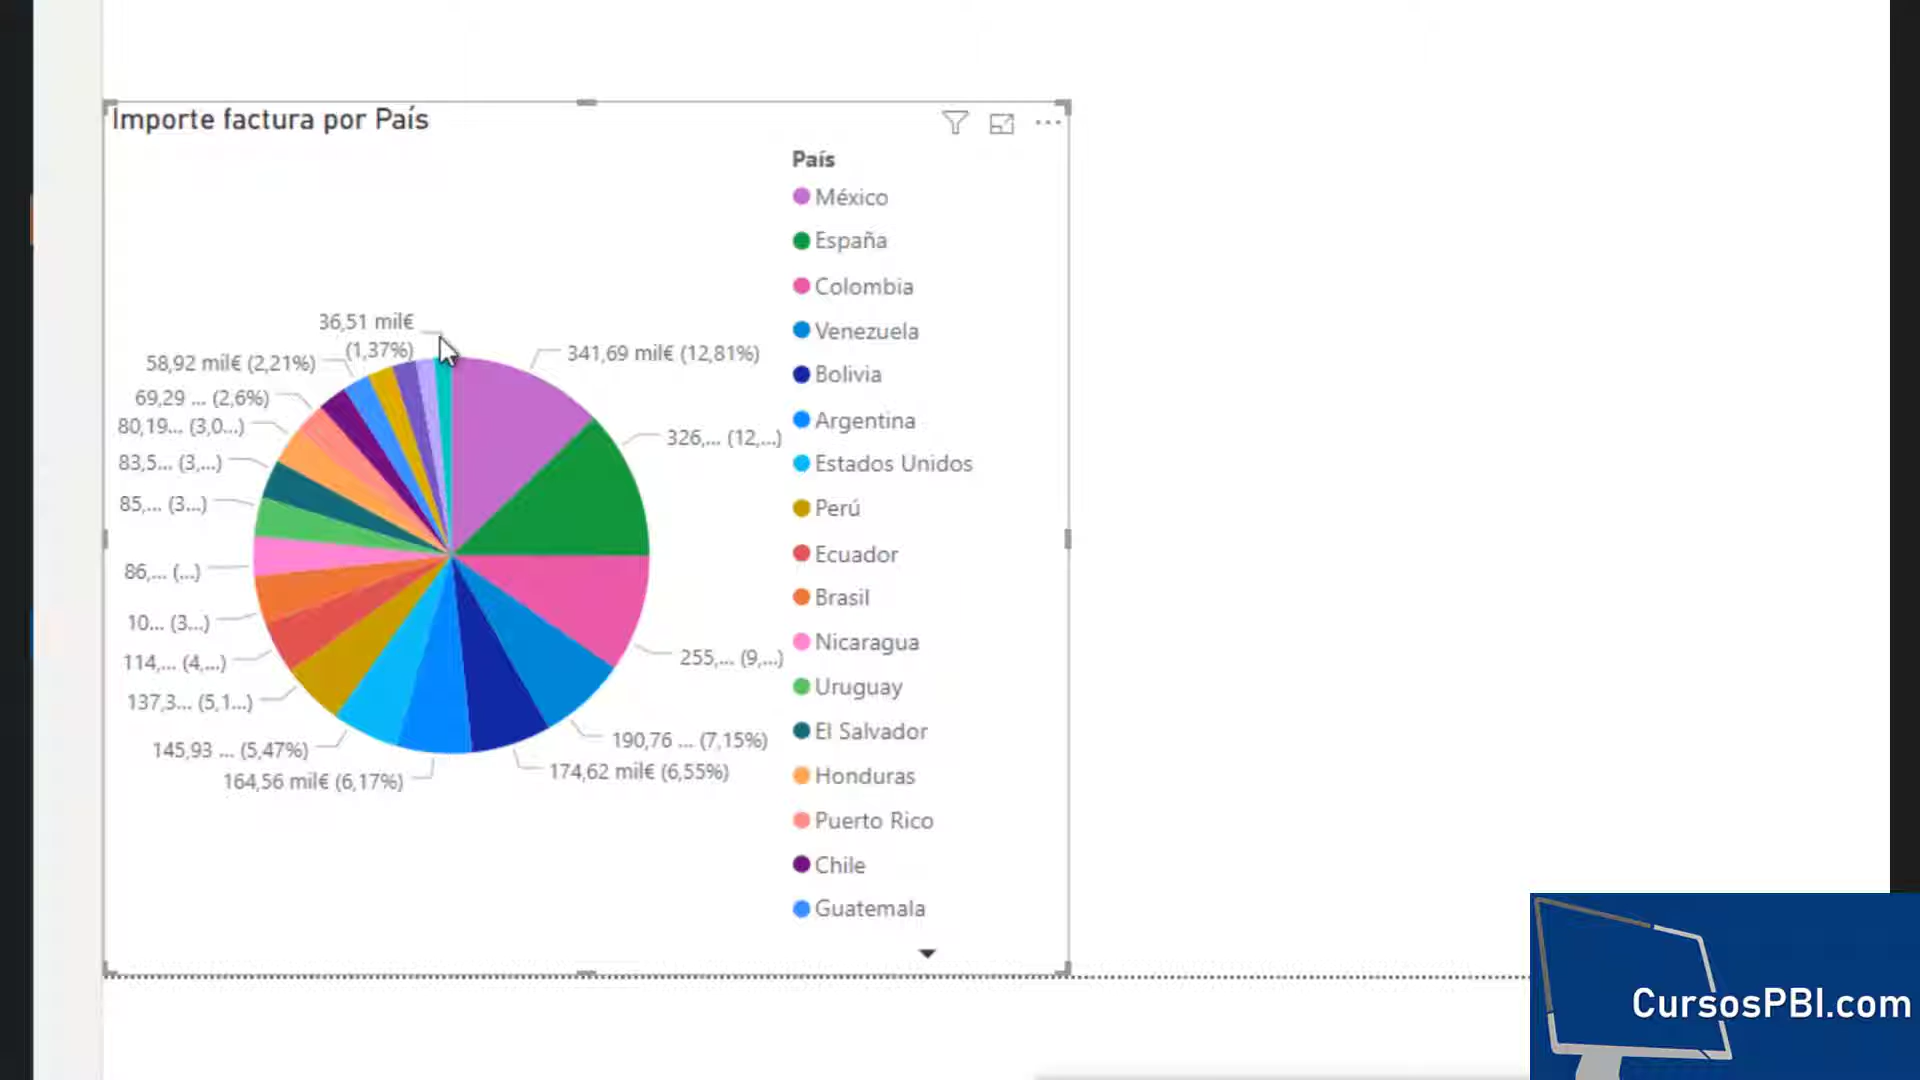 Importe factura por País
País
México
España
Colombia
Venezuela
Bolivia
Argentina
Estados Unidos
Perú
Ecuador
Brasil
Nicaragua
Uruguay
El Salvador
Honduras
Puerto Rico
Chile
Guatemala
36,51 mil€
(1,37%)
58,92 mil€ (2,21%)
69,29 ... (2,6%)
80,19... (3,0...)
83,5... (3,...)
85,... (3...)
86,... (...)
10... (3...)
114,... (4,...)
137,3... (5,1...)
145,93 ... (5,47%)
164,56 mil€ (6,17%)
341,69 mil€ (12,81%)
326,... (12,...)
255,... (9,...)
190,76 ... (7,15%)
174,62 mil€ (6,55%)
CursosPBI.com